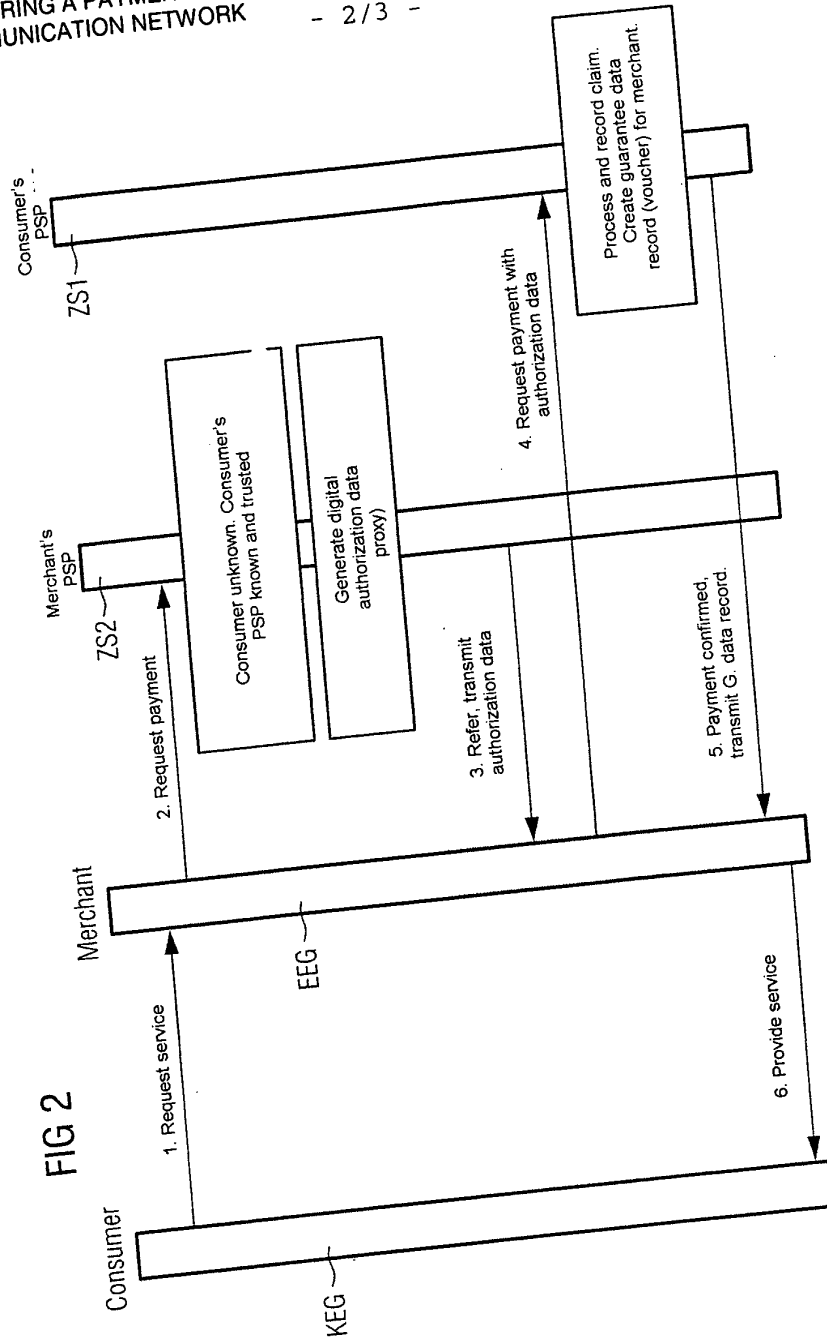 RING A PAYMEN
UNICATION NETWORK
- 2/3 -
FIG 2
Consumer
KEG
Merchant
EEG
Merchant's
PSP
ZS2
Consumer's
PSP
ZS1
1. Request service
2. Request payment
Consumer unknown. Consumer's
PSP known and trusted
Generate digital
authorization data
proxy)
3. Refer, transmit
authorization data
4. Request payment with
authorization data
Process and record claim.
Create guarantee data
record (voucher) for merchant.
5. Payment confirmed,
transmit G. data record.
6. Provide service